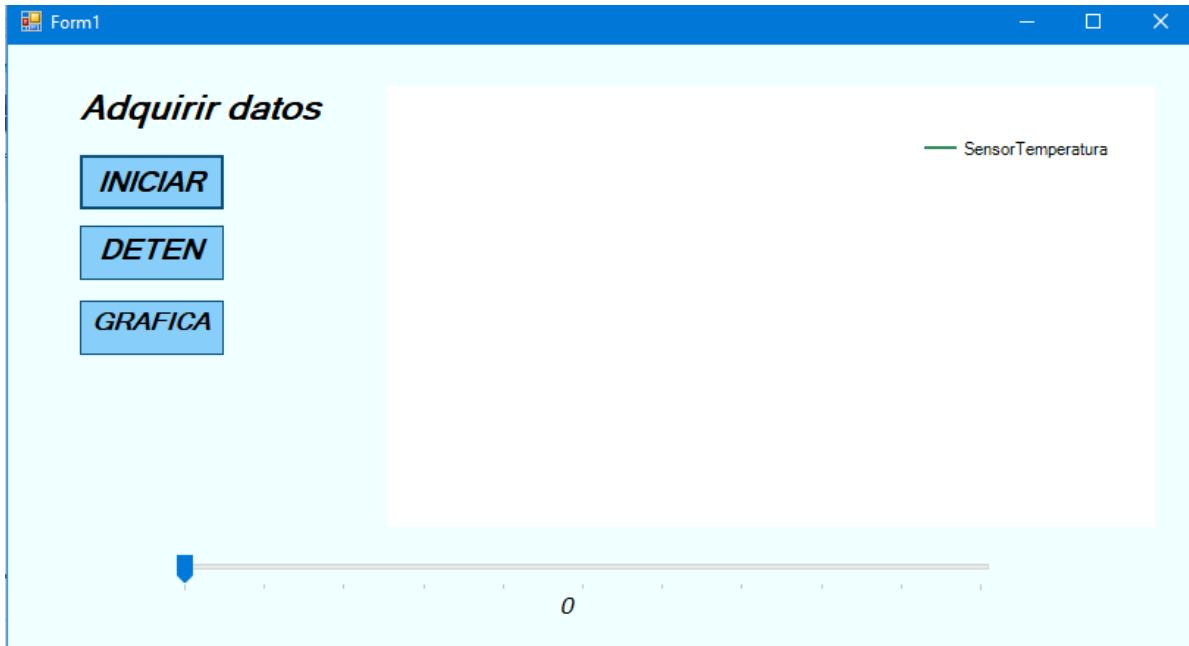 Form1
Adquirir datos
INICIAR
DETEN
GRAFICA
SensorTemperatura
0